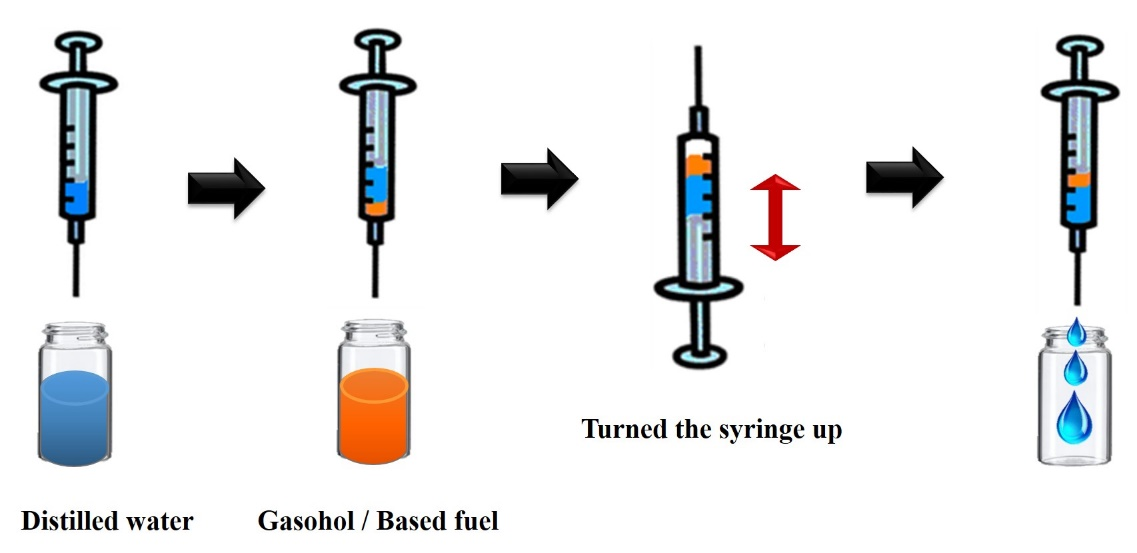 Turned the syringe up
Distilled water
Gasohol / Based fuel